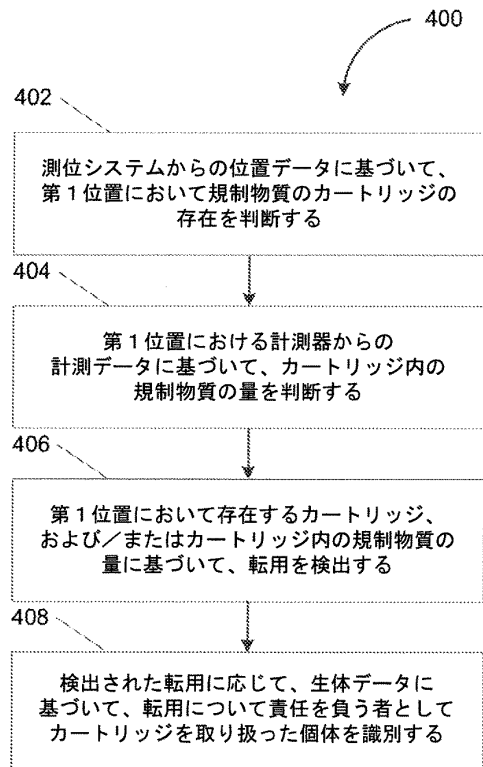 400
402
測位システムからの位置データに基づいて、
第1位置において規制物質のカートリッジの
存在を判断する
404
第1位置における計測器からの
計測データに基づいて、カートリッジ内の
規制物質の量を判断する
406
第1位置において存在するカートリッジ、
および／またはカートリッジ内の規制物質の
量に基づいて、転用を検出する
408
検出された転用に応じて、生体データに
基づいて、転用について責任を負う者として
カートリッジを取り扱った個体を識別する